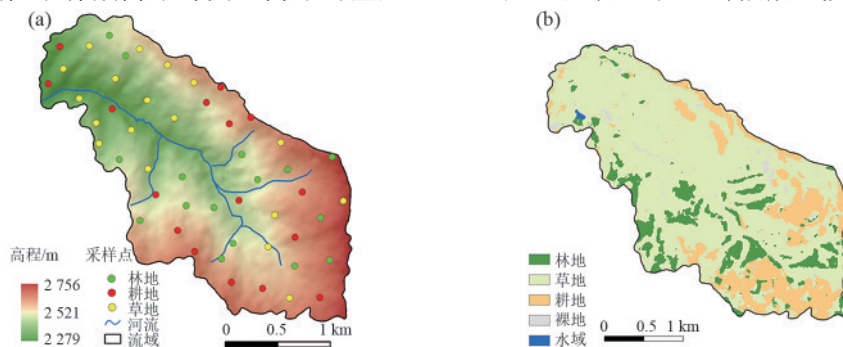 (a)
(b)
高程/m
2 756
2 521
2 279
采样点
林地
耕地
草地
河流
流域
0 0.5 1 km
林地
草地
耕地
裸地
水域
0 0.5 1 km